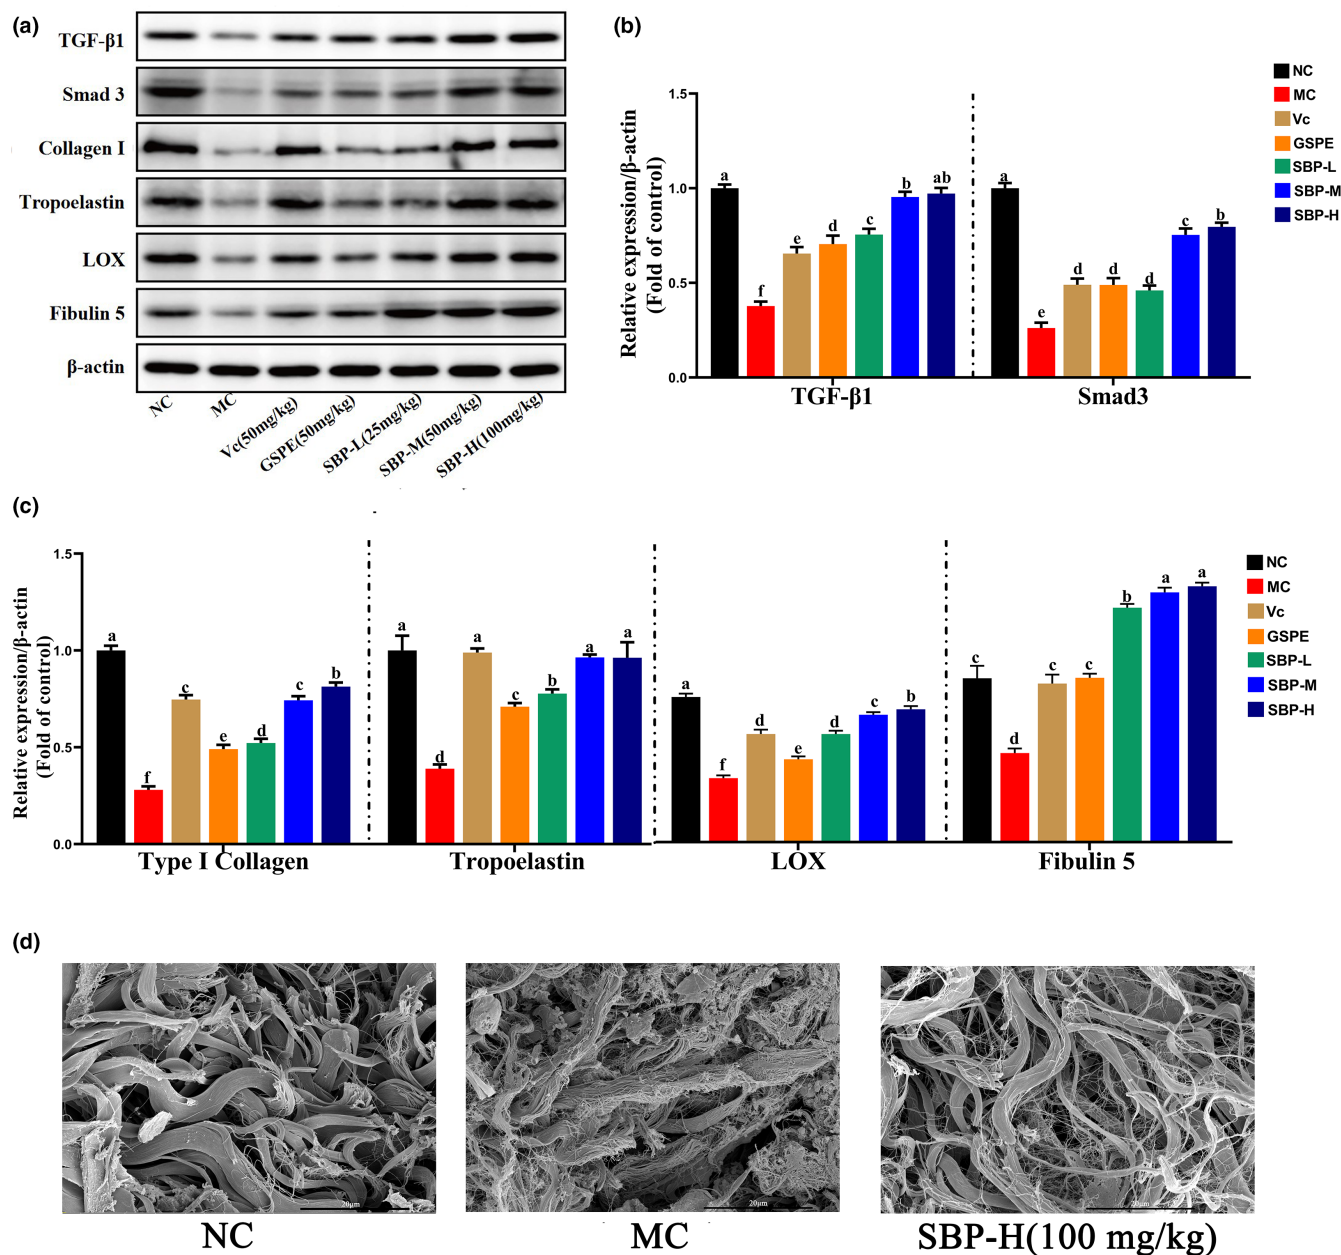 (a)
TGF-β1
Smad 3
Collagen I
Tropoelastin
LOX
Fibulin 5
β-actin
NC
MC
Vc(50mg/kg)
GSPE(50mg/kg)
SBP-L(25mg/kg)
SBP-M(50mg/kg)
SBP-H(100mg/kg)
(b)
Relative expression/β-actin
(Fold of control)
1.5
1.0
0.5
0.0
a
f
e
d
c
b
ab
a
e
d
d
d
c
b
TGF-β1
Smad3
NC
MC
Vc
GSPE
SBP-L
SBP-M
SBP-H
(c)
Relative expression/β-actin
(Fold of control)
1.5
1.0
0.5
0.0
a
f
c
e
d
c
b
a
d
a
c
b
a
a
a
f
d
e
d
c
b
c
d
c
c
b
a
a
Type I Collagen
Tropoelastin
LOX
Fibulin 5
NC
MC
Vc
GSPE
SBP-L
SBP-M
SBP-H
(d)
20μm
20μm
20μm
NC
MC
SBP-H(100 mg/kg)